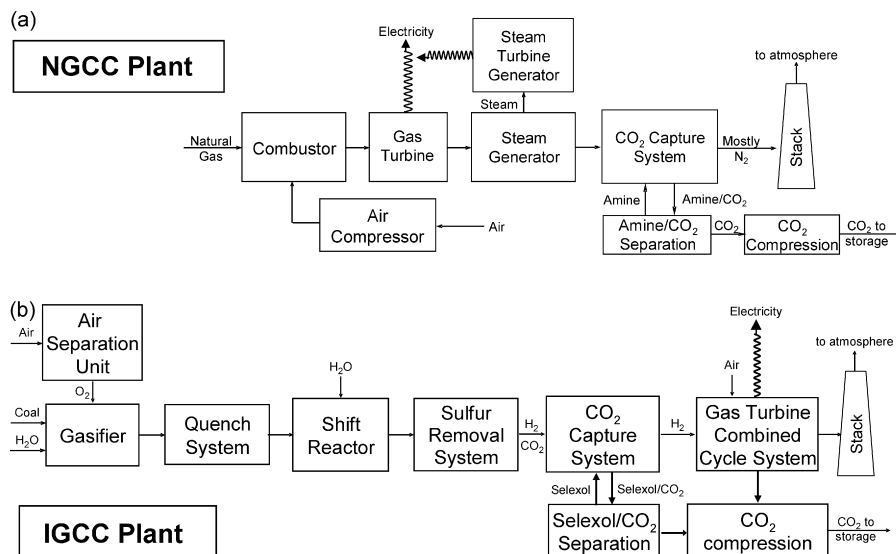 (a)
NGCC Plant
Electricity
Steam
Turbine
Generator
to atmosphere
Steam
Natural
Gas
Combustor
Gas
Turbine
Steam
Generator
CO₂ Capture
System
Mostly
N₂
Stack
Air
Compressor
Air
Amine
Amine/CO₂
Amine/CO₂
Separation
CO₂
CO₂
Compression
CO₂ to
storage
(b)
Air
Air
Separation
Unit
O₂
Coal
H₂O
Gasifier
Quench
System
H₂O
Shift
Reactor
Sulfur
Removal
System
H₂
CO₂
CO₂
Capture
System
H₂
Electricity
Air
Gas Turbine
Combined
Cycle System
to atmosphere
Stack
Selexol
Selexol/CO₂
Selexol/CO₂
Separation
CO₂
compression
CO₂ to
storage
IGCC Plant